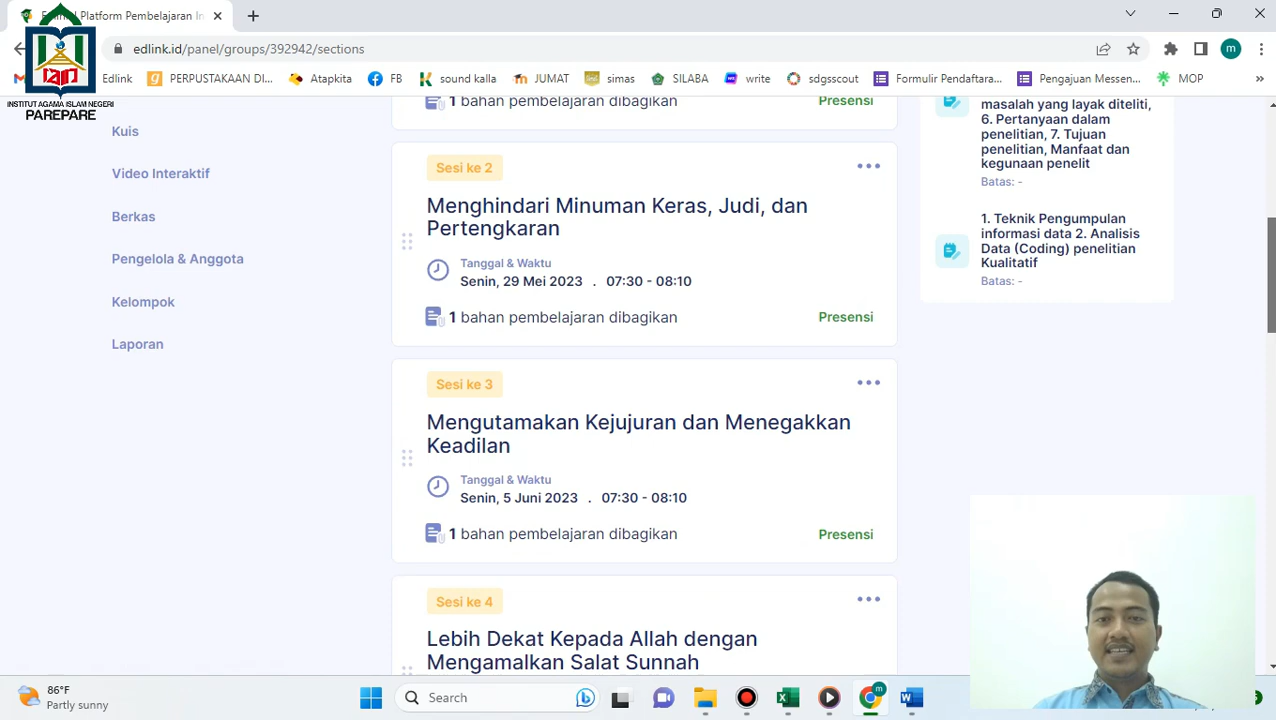 Edlink
edlink.id/panel/groups/392942/sections
m
Edlink
PERPUSTAKAAN DI...
Atapkita
FB
sound kalla
JUMAT
simas
SILABA
write
sdgsscout
Formulir Pendaftara...
Pengajuan Messen...
MOP
»
INSTITUT AGAMA ISLAM NEGERI
PAREPARE
Kuis
Video Interaktif
Berkas
Pengelola & Anggota
Kelompok
Laporan
1 bahan pembelajaran dibagikan
Presensi
Sesi ke 2
Menghindari Minuman Keras, Judi, dan
Pertengkaran
Tanggal & Waktu
Senin, 29 Mei 2023 . 07:30 - 08:10
1 bahan pembelajaran dibagikan
Presensi
Sesi ke 3
Mengutamakan Kejujuran dan Menegakkan
Keadilan
Tanggal & Waktu
Senin, 5 Juni 2023 . 07:30 - 08:10
1 bahan pembelajaran dibagikan
Presensi
Sesi ke 4
Lebih Dekat Kepada Allah dengan
Mengamalkan Salat Sunnah
masalah yang layak diteliti,
6. Pertanyaan dalam
penelitian, 7. Tujuan
penelitian, Manfaat dan
kegunaan penelit
Batas: -
1. Teknik Pengumpulan
informasi data 2. Analisis
Data (Coding) penelitian
Kualitatif
Batas: -
86°F
Partly sunny
Search